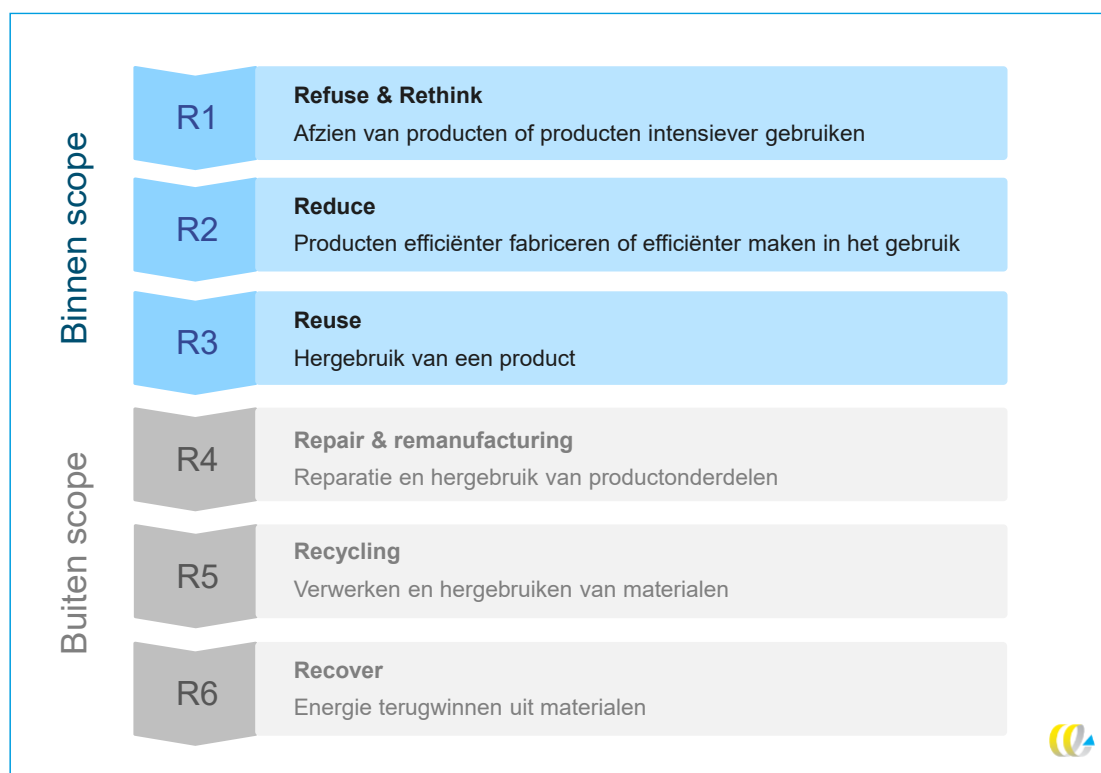 Binnen scope
R1
Refuse & Rethink
Afzien van producten of producten intensiever gebruiken
R2
Reduce
Producten efficiënter fabriceren of efficiënter maken in het gebruik
R3
Reuse
Hergebruik van een product
Buiten scope
R4
Repair & remanufacturing
Reparatie en hergebruik van productonderdelen
R5
Recycling
Verwerken en hergebruiken van materialen
R6
Recover
Energie terugwinnen uit materialen